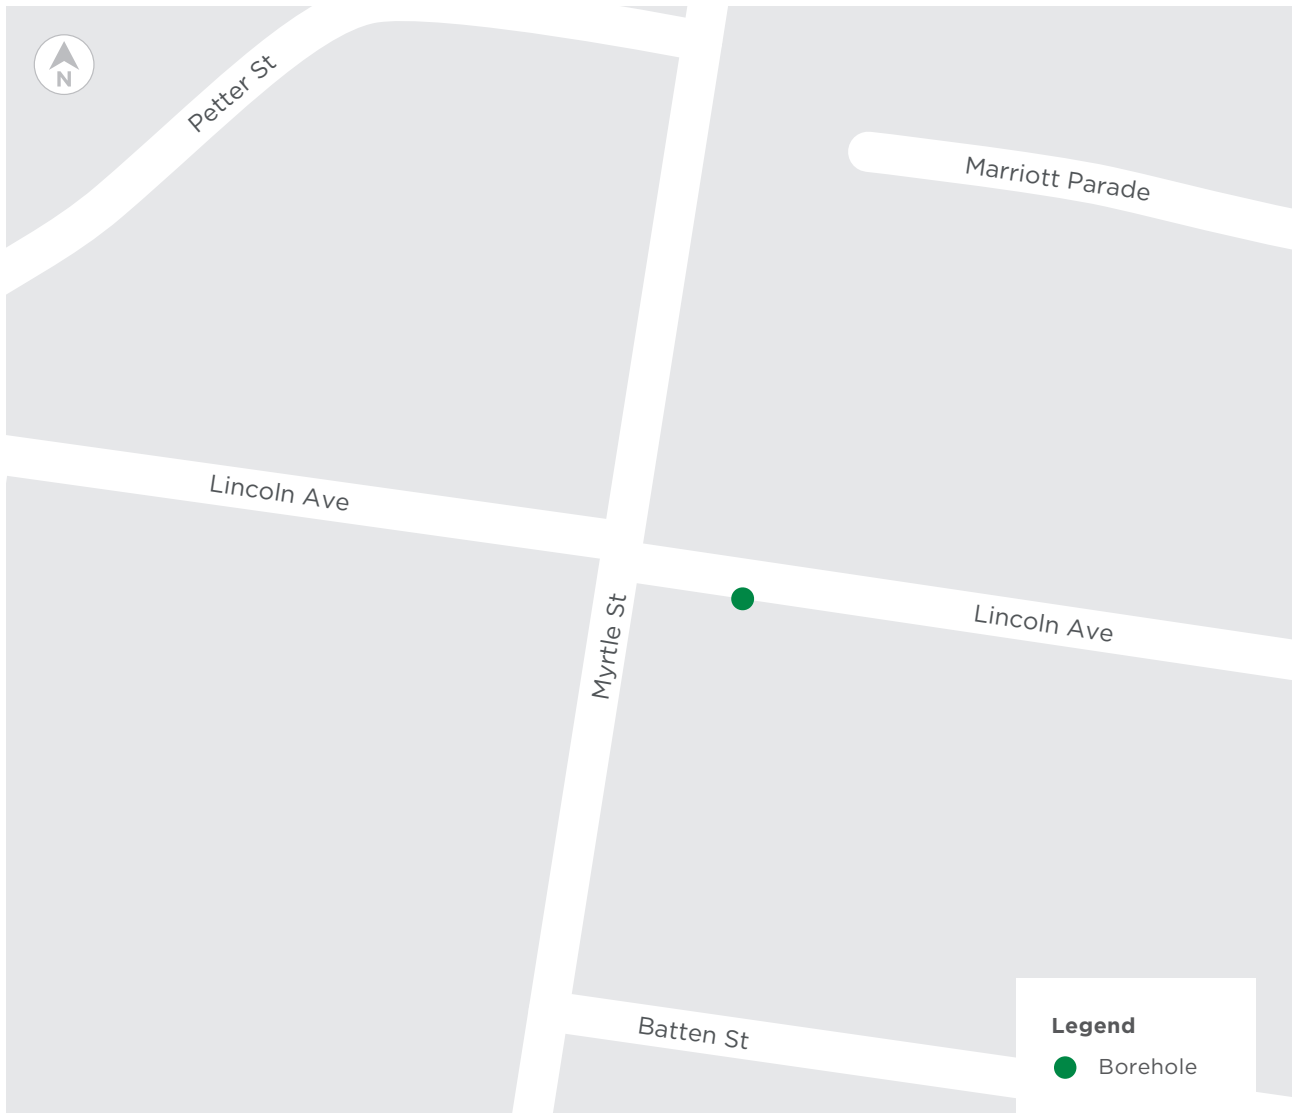 N
Petter St
Marriott Parade
Lincoln Ave
Lincoln Ave
Myrtle St
Batten St
Legend
Borehole